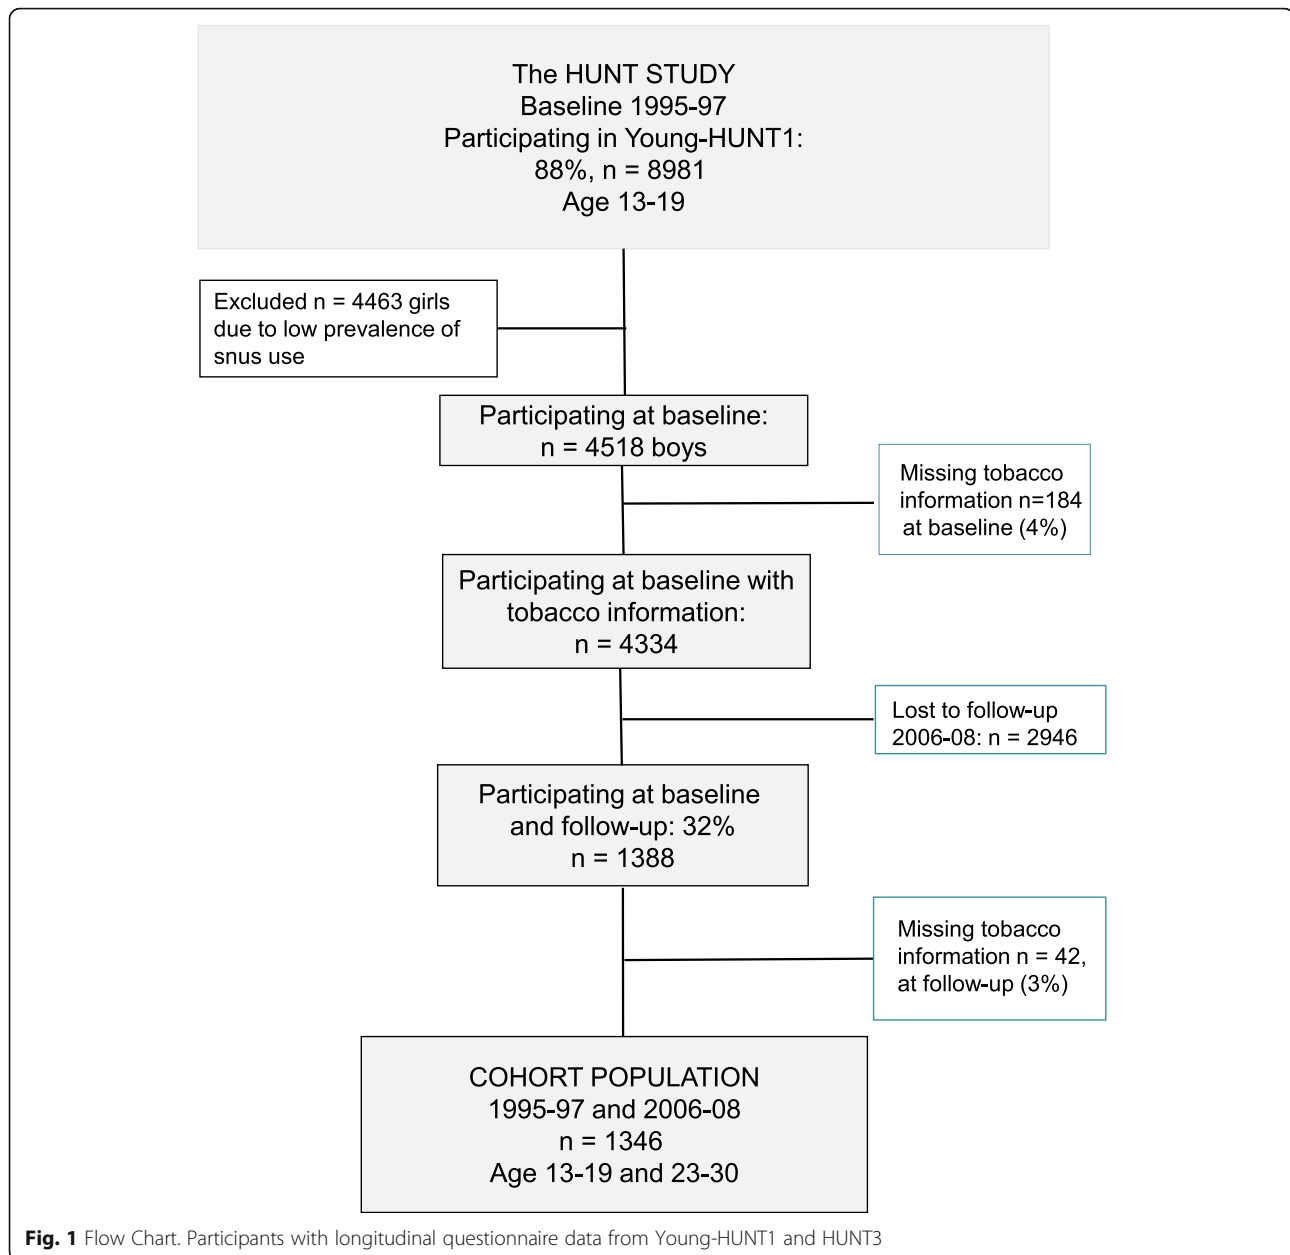 The HUNT STUDY
Baseline 1995-97
Participating in Young-HUNT1:
88%, n = 8981
Age 13-19
Excluded n = 4463 girls
due to low prevalence of
snus use
Participating at baseline:
n = 4518 boys
Missing tobacco
information n=184
at baseline (4%)
Participating at baseline with
tobacco information:
n = 4334
Lost to follow-up
2006-08: n = 2946
Participating at baseline
and follow-up: 32%
n = 1388
Missing tobacco
information n = 42,
at follow-up (3%)
COHORT POPULATION
1995-97 and 2006-08
n = 1346
Age 13-19 and 23-30
Fig. 1 Flow Chart. Participants with longitudinal questionnaire data from Young-HUNT1 and HUNT3